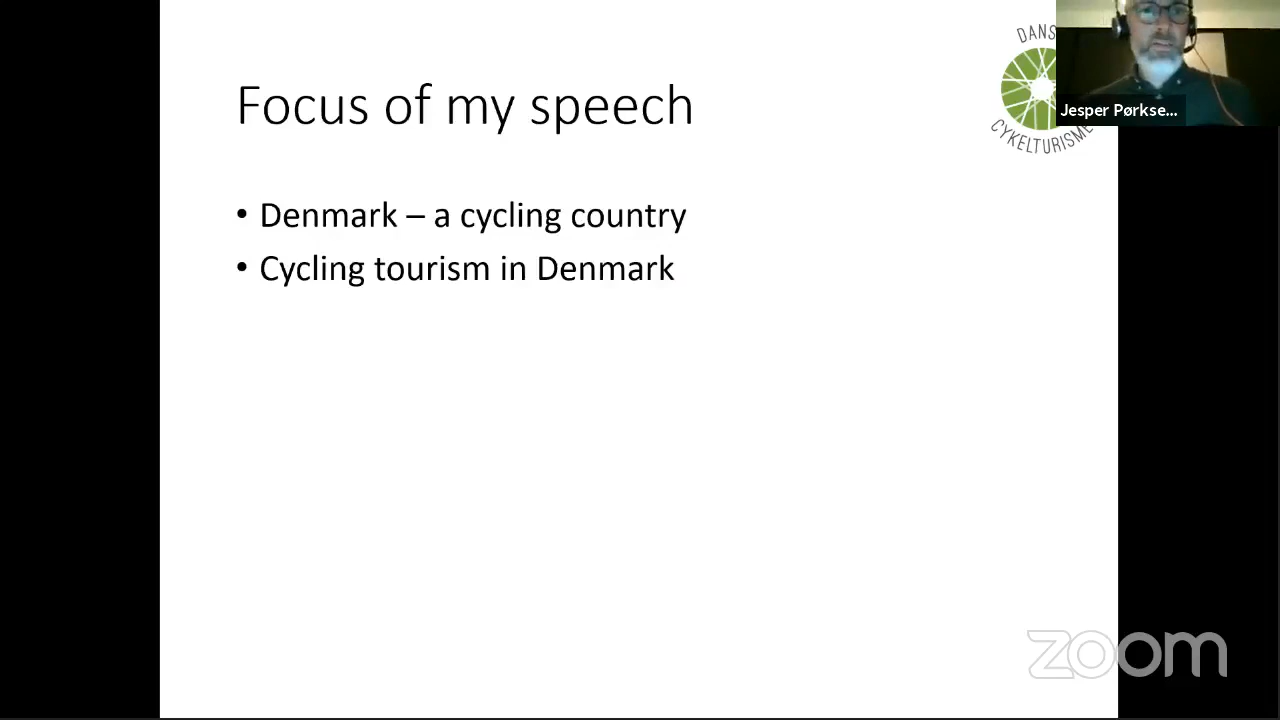 Focus of my speech
DANS
CYKELTURISME
Jesper Pørkse...
• Denmark – a cycling country
• Cycling tourism in Denmark
zoom